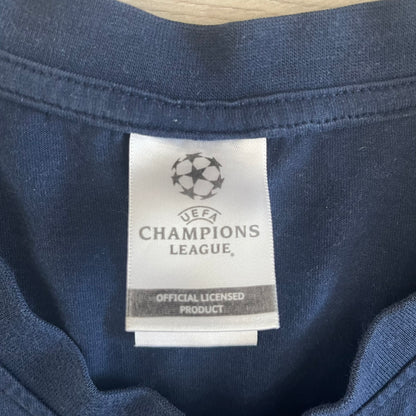 UEFA
CHAMPIONS
LEAGUE®
OFFICIAL LICENSED
PRODUCT